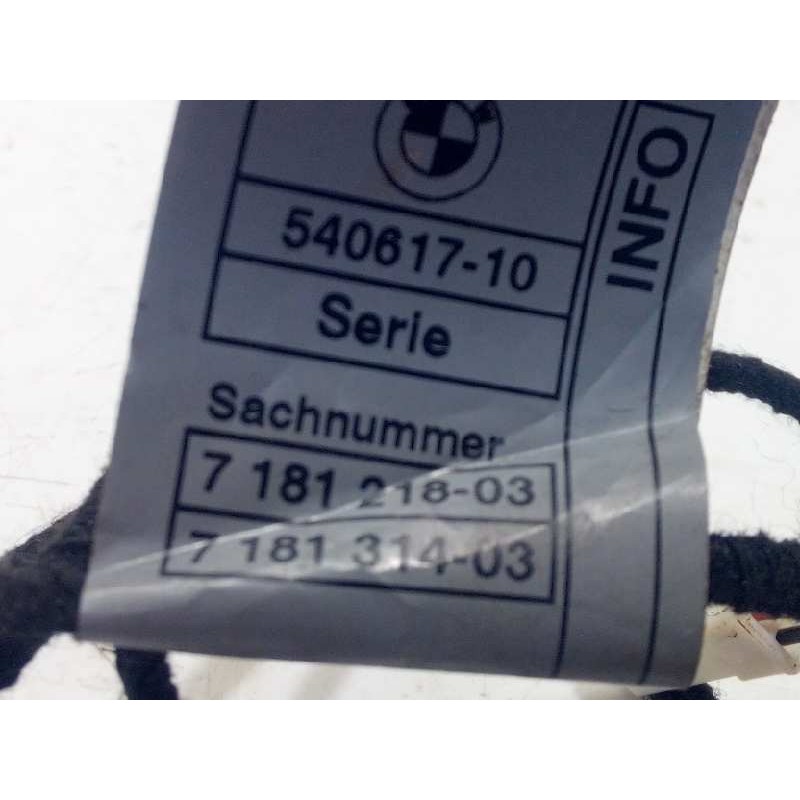 540617-10
Serie
Sachnummer
7 181 218-03
7 181 314-03
INFO